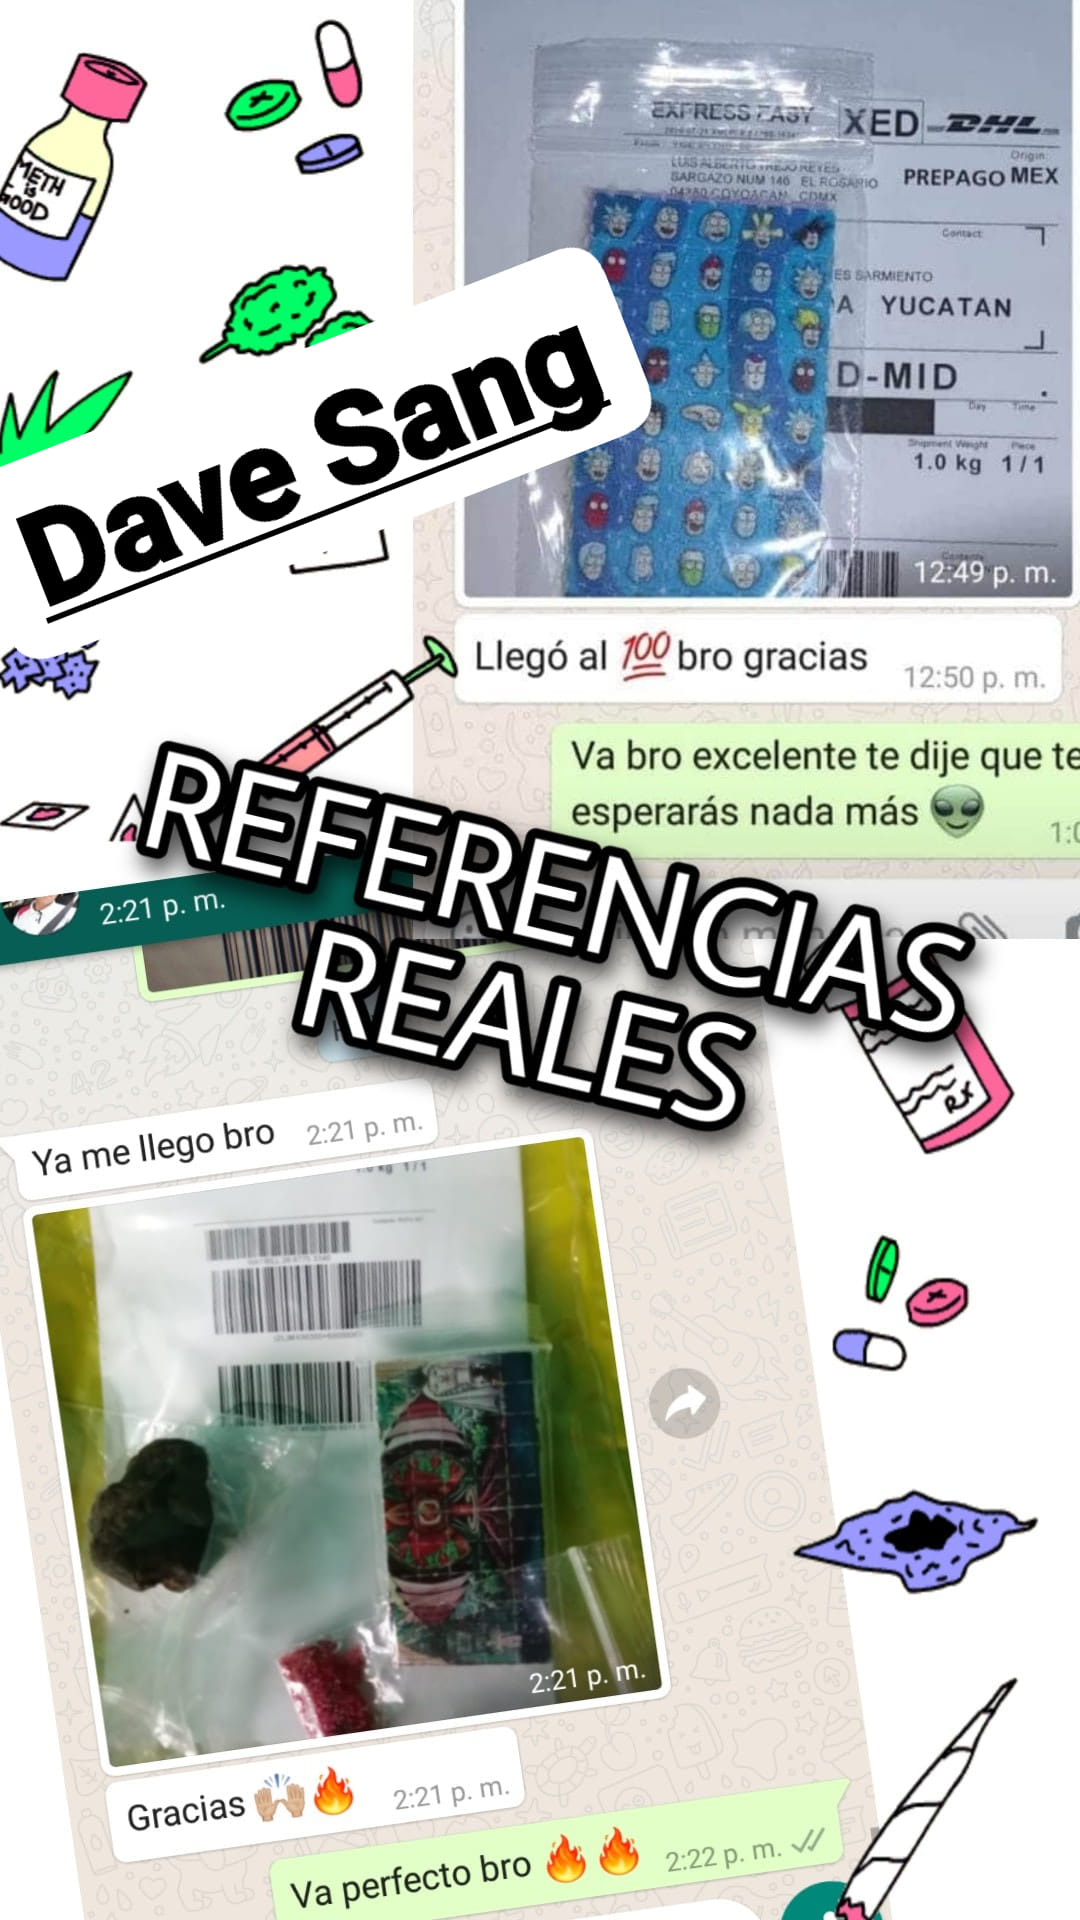 METH
is
GOOD
EXPRESS EASY
XED
DHL
LUIS ALBERTO TREJO REYES
SARGAZO NUM 146 EL ROSARIO
04380 COYOACAN CDMX
Origin:
PREPAGO MEX
Contact:
ES SARMIENTO
A YUCATAN
D-MID
Day Time
Shipment Weight Piece
1.0 kg 1/1
Contents
12:49 p. m.
Dave Sang
Llegó al 💯 bro gracias 12:50 p. m.
Va bro excelente te dije que te
esperarás nada más 👽
REFERENCIAS
REALES
2:21 p. m.
RX
Ya me llego bro 2:21 p. m.
1.0 kg 1/1
2:21 p. m.
Gracias 🙌🏼🔥 2:21 p. m.
Va perfecto bro 🔥🔥 2:22 p. m.